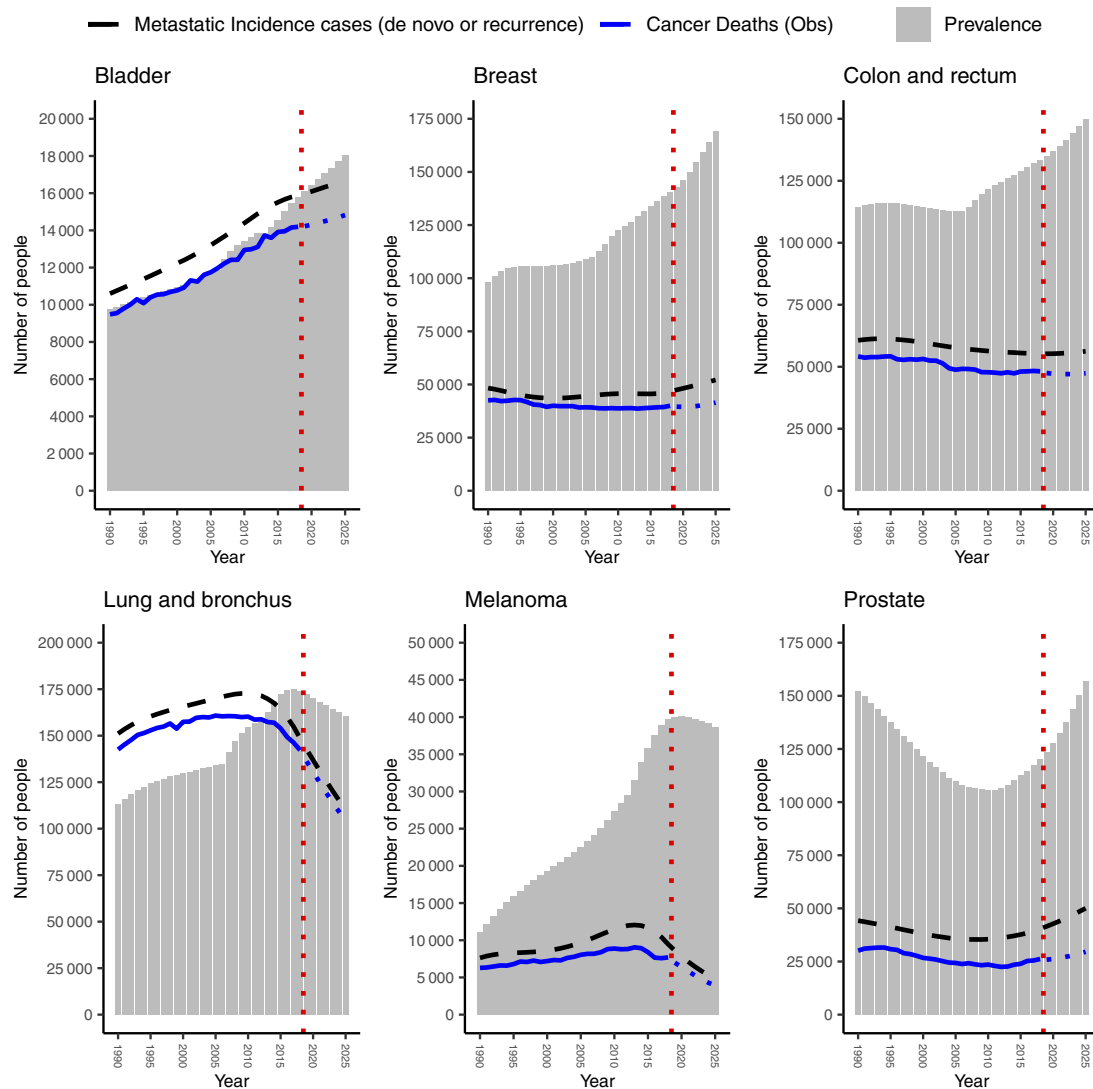 Metastatic Incidence cases (de novo or recurrence) Cancer Deaths (Obs) Prevalence
Bladder
Number of people
20 000
18 000
16 000
14 000
12 000
10 000
8000
6000
4000
2 000
0
1990 1995 2000 2005 2010 2015 2020 2025
Year
Breast
Number of people
175 000
150 000
125 000
100 000
75 000
50 000
25 000
0
1990 1995 2000 2005 2010 2015 2020 2025
Year
Colon and rectum
Number of people
150 000
125 000
100 000
75 000
50 000
25 000
0
1990 1995 2000 2005 2010 2015 2020 2025
Year
Lung and bronchus
Number of people
200 000
175 000
150 000
125 000
100 000
75 000
50 000
25 000
0
1990 1995 2000 2005 2010 2015 2020 2025
Year
Melanoma
Number of people
50 000
45 000
40 000
35 000
30 000
25 000
20 000
15 000
10 000
5 000
0
1990 1995 2000 2005 2010 2015 2020 2025
Year
Prostate
Number of people
175 000
150 000
125 000
100 000
75 000
50 000
25 000
0
1990 1995 2000 2005 2010 2015 2020 2025
Year